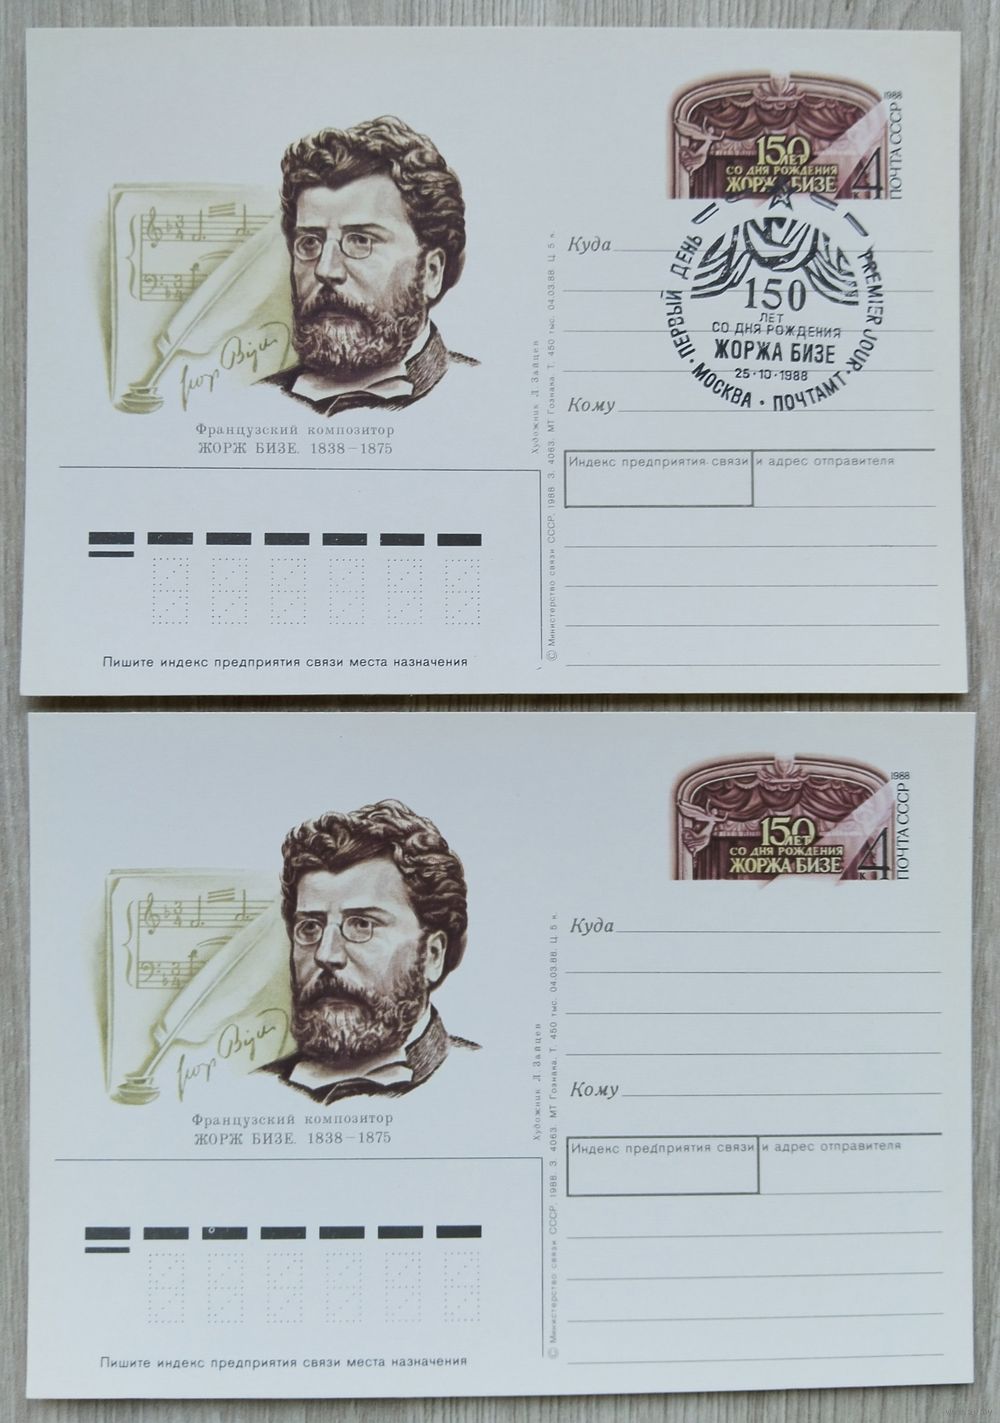 1988
ПОЧТА СССР
150
ЛЕТ
СО ДНЯ РОЖДЕНИЯ
ЖОРЖА БИЗЕ
4
К
Куда
ПЕРВЫЙ ДЕНЬ
PREMIER JOUR
150
ЛЕТ
СО ДНЯ РОЖДЕНИЯ
ЖОРЖА БИЗЕ
25·10·1988
· МОСКВА · ПОЧТАМТ ·
Кому
Французский композитор
ЖОРЖ БИЗЕ. 1838—1875
Художник Л. Зайцев
© Министерство связи СССР, 1988. З. 4063. МТ Гознака. Т. 450 тыс. 04.03.88. Ц. 5 к.
Индекс предприятия связи и адрес отправителя
Пишите индекс предприятия связи места назначения
1988
ПОЧТА СССР
150
ЛЕТ
СО ДНЯ РОЖДЕНИЯ
ЖОРЖА БИЗЕ
4
К
Куда
Кому
Французский композитор
ЖОРЖ БИЗЕ. 1838—1875
Художник Л. Зайцев
© Министерство связи СССР, 1988. З. 4063. МТ Гознака. Т. 450 тыс. 04.03.88. Ц. 5 к.
Индекс предприятия связи и адрес отправителя
Пишите индекс предприятия связи места назначения